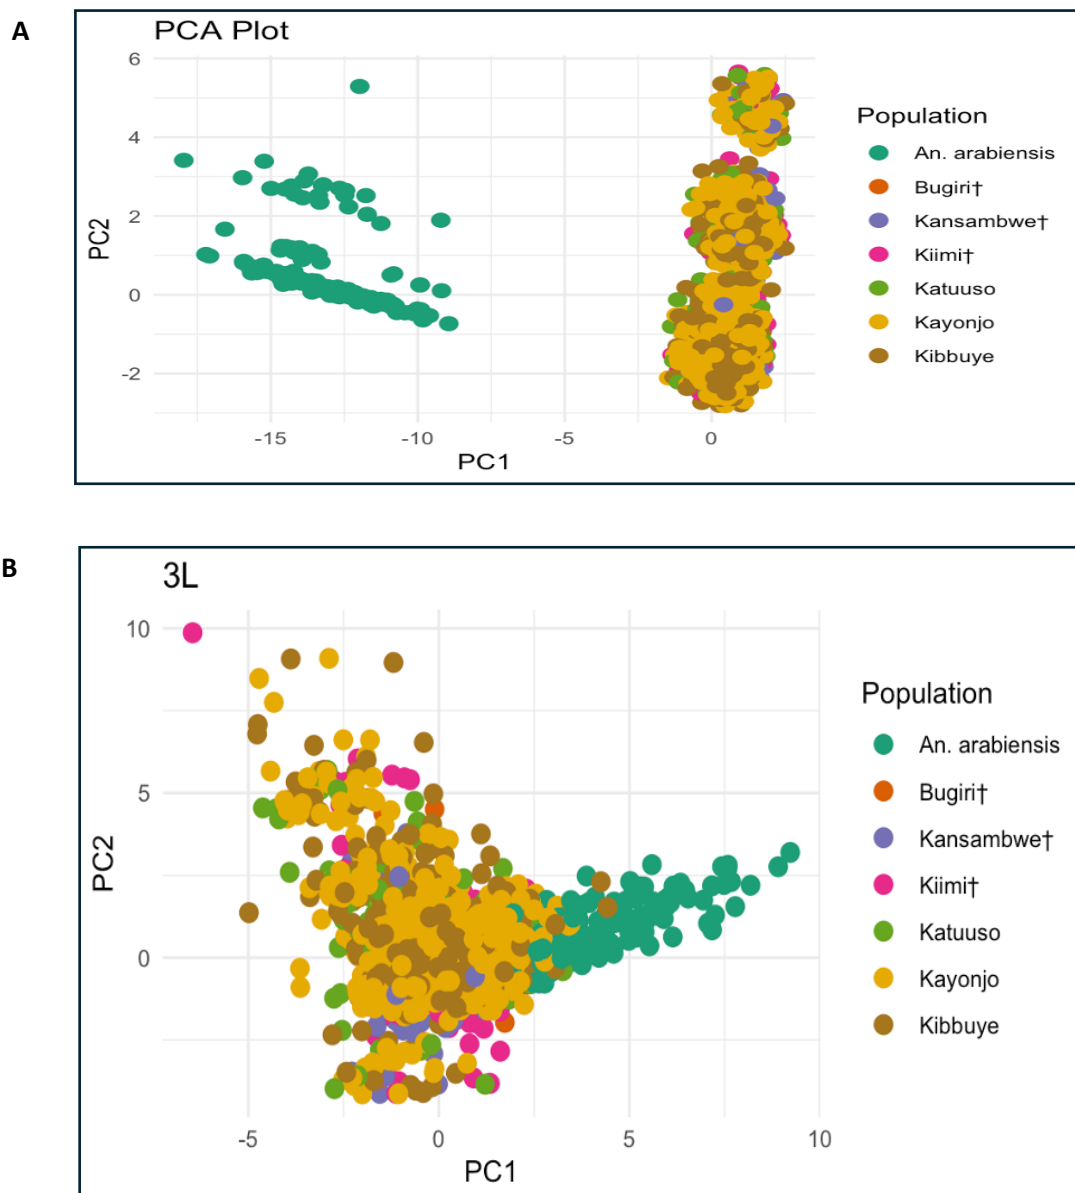 A
PCA Plot
6
4
2
0
-2
PC2
-15
-10
-5
0
PC1
Population
An. arabiensis
Bugiri†
Kansambwe†
Kiimi†
Katuuso
Kayonjo
Kibbuye
B
3L
10
5
0
PC2
-5
0
5
10
PC1
Population
An. arabiensis
Bugiri†
Kansambwe†
Kiimi†
Katuuso
Kayonjo
Kibbuye